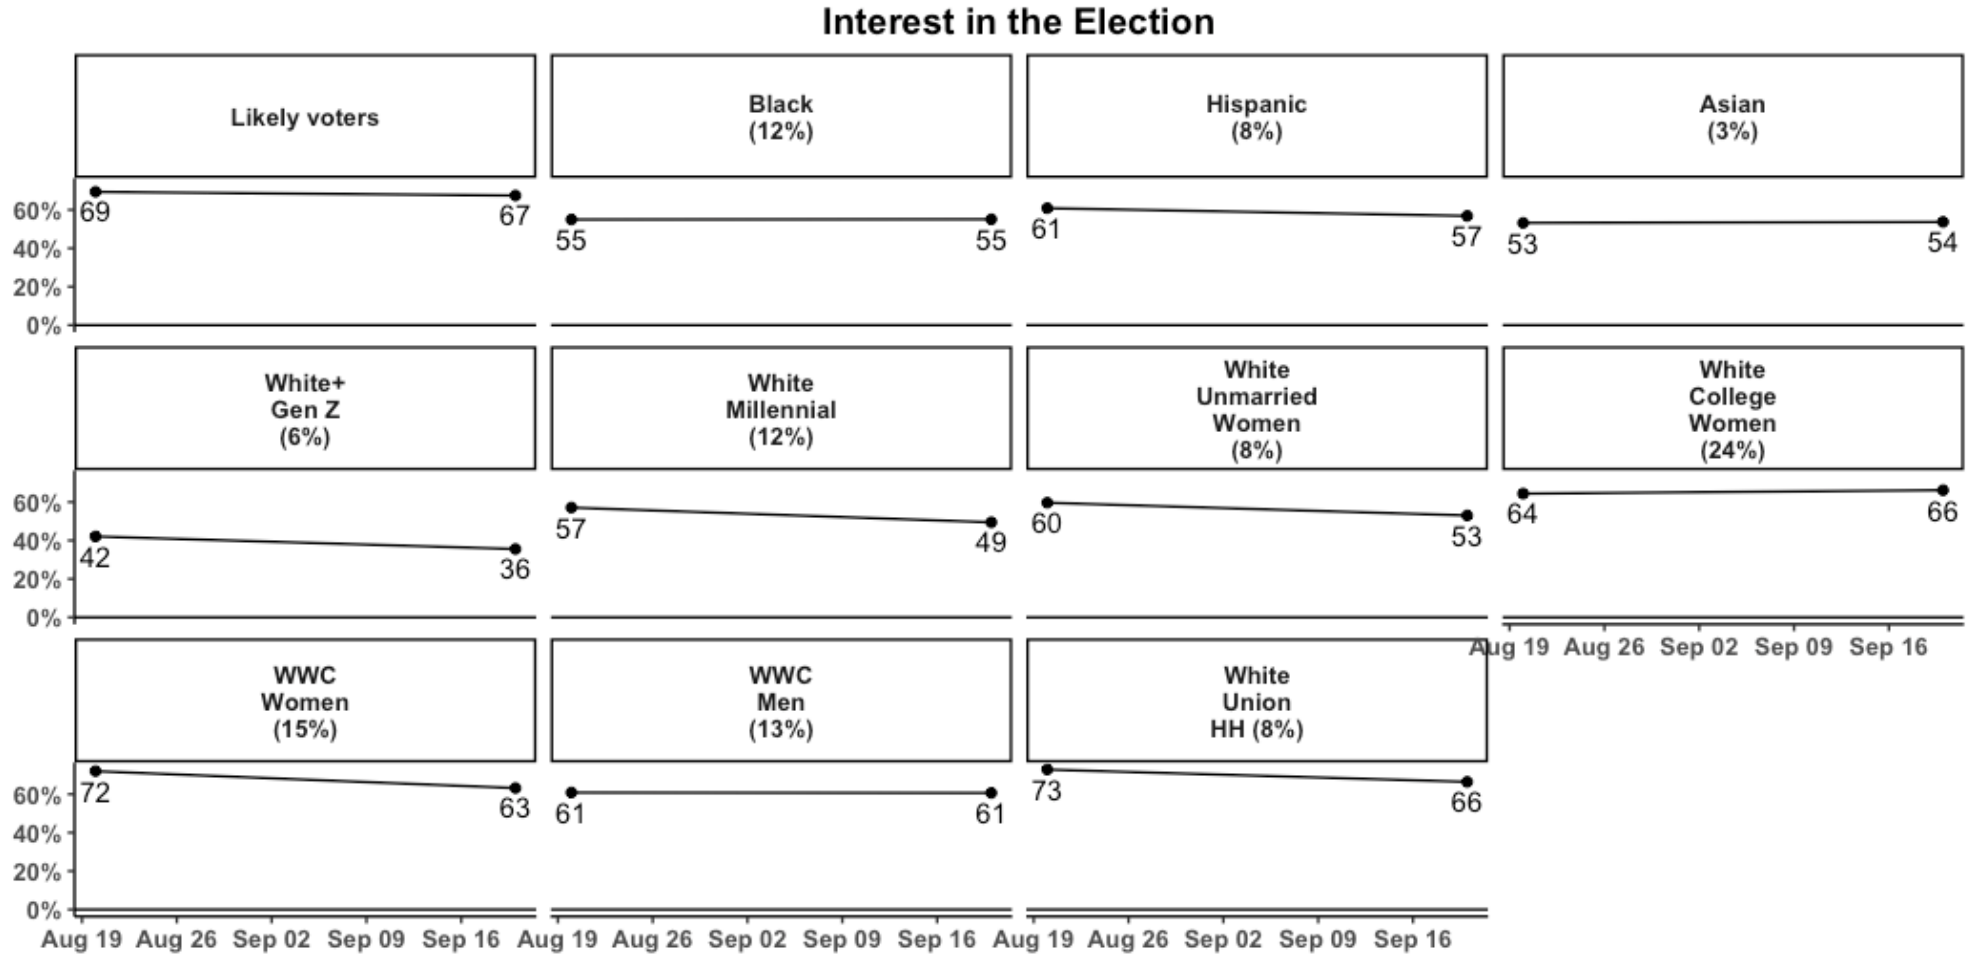 Interest in the Election
Likely voters
Black
(12%)
Hispanic
(8%)
Asian
(3%)
60%
40%
20%
0%
69
67
55
55
61
57
53
54
White+
Gen Z
(6%)
White
Millennial
(12%)
White
Unmarried
Women
(8%)
White
College
Women
(24%)
60%
40%
20%
0%
42
36
57
49
60
53
64
66
Aug 19 Aug 26 Sep 02 Sep 09 Sep 16
WWC
Women
(15%)
WWC
Men
(13%)
White
Union
HH (8%)
60%
40%
20%
0%
72
63
61
61
73
66
Aug 19 Aug 26 Sep 02 Sep 09 Sep 16
Aug 19 Aug 26 Sep 02 Sep 09 Sep 16
Aug 19 Aug 26 Sep 02 Sep 09 Sep 16